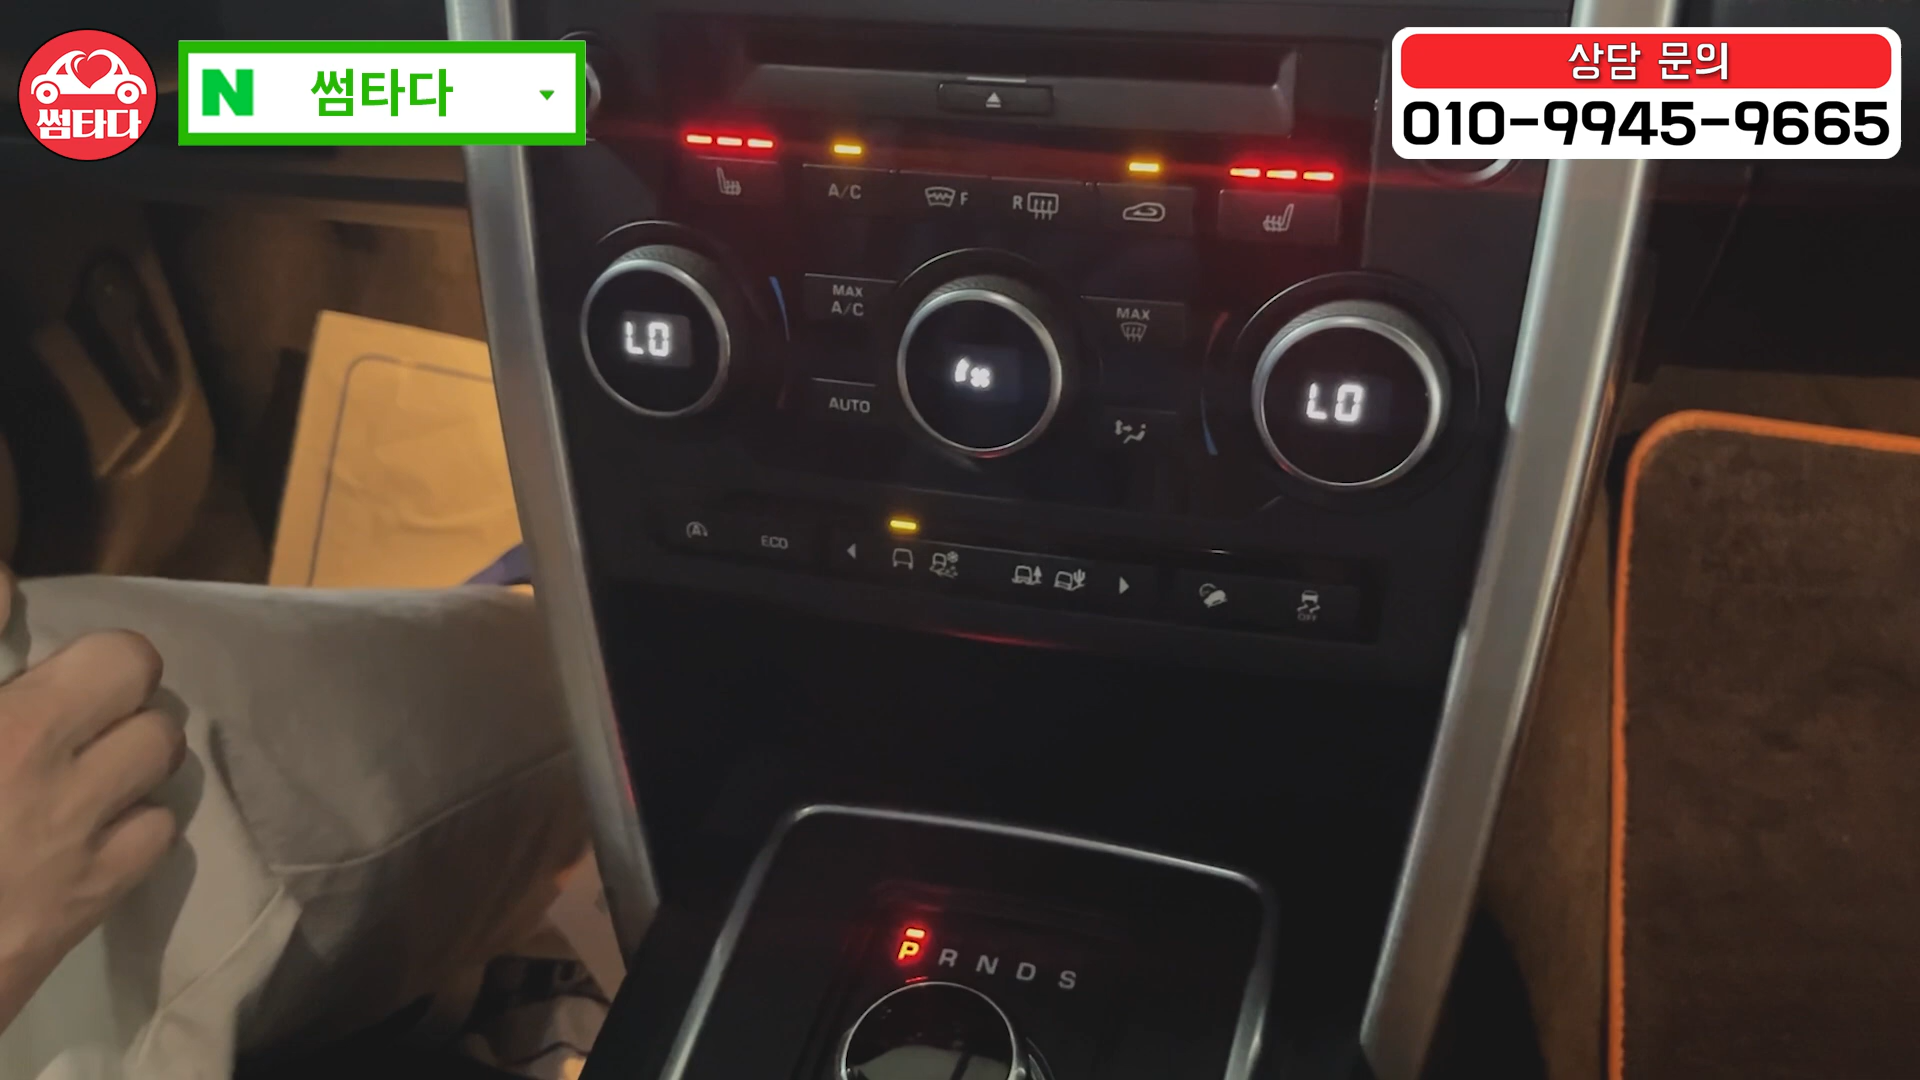 썸타다
N 썸타다
상담 문의
010-9945-9665
A/C
F
R
LO
MAX
A/C
MAX
LO
AUTO
A
ECO
OFF
P R N D S